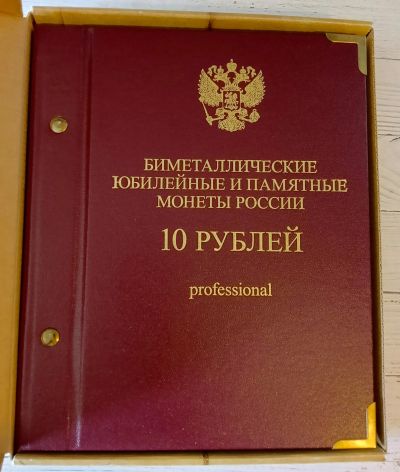 БИМЕТАЛЛИЧЕСКИЕ
ЮБИЛЕЙНЫЕ И ПАМЯТНЫЕ
МОНЕТЫ РОССИИ
10 РУБЛЕЙ
professional